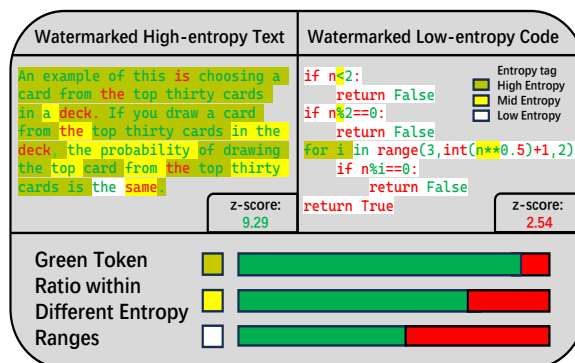 Watermarked High-entropy Text
An example of this is choosing a
card from the top thirty cards
in a deck. If you draw a card
from the top thirty cards in the
deck, the probability of drawing
the top card from the top thirty
cards is the same.
z-score:
9.29
Watermarked Low-entropy Code
if n<2:
    return False
if n%2==0:
    return False
for i in range(3,int(n**0.5)+1,2)
    if n%i==0:
        return False
return True
Entropy tag
High Entropy
Mid Entropy
Low Entropy
z-score:
2.54
Green Token
Ratio within
Different Entropy
Ranges